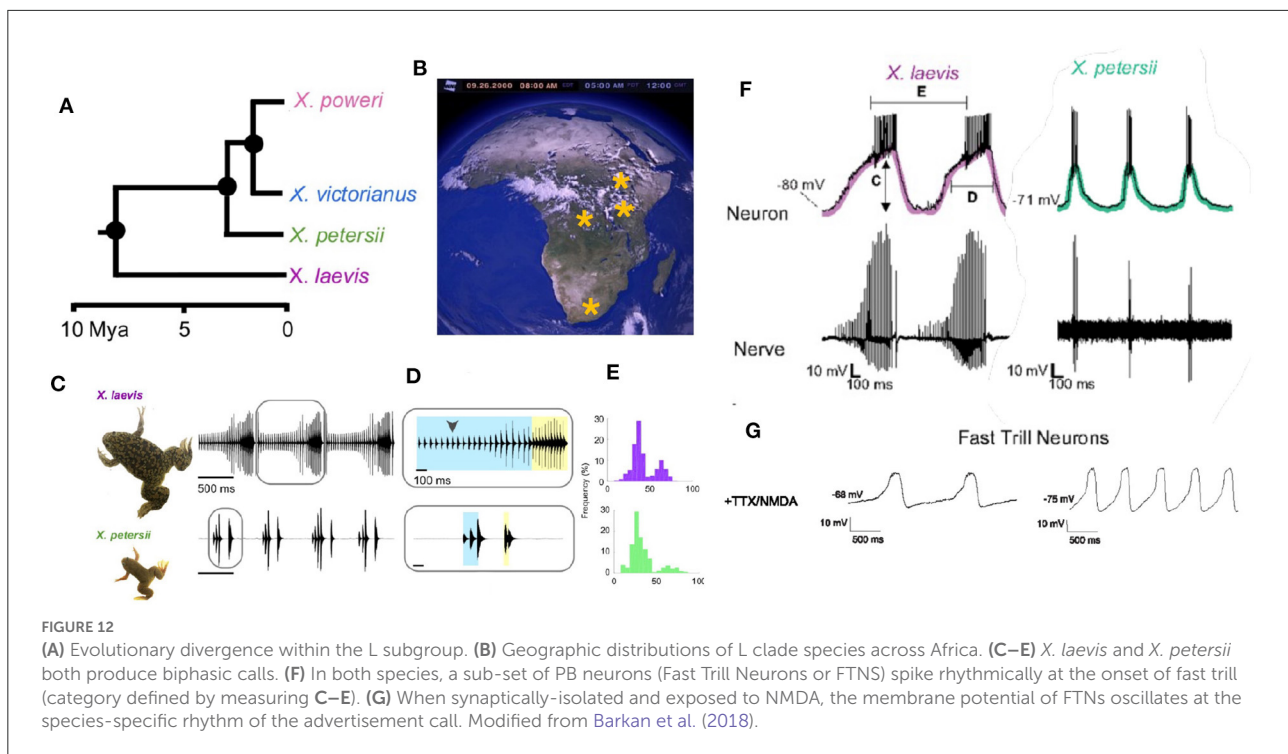 A
X. poweri
X. victorianus
X. petersii
X. laevis
10 Mya 5 0
B
09.26.2000 08:00 AM EDT 05:00 AM PDT 12:00 GMT
C
X. laevis
500 ms
X. petersii
D
100 ms
E
Frequency (%)
30
20
10
0
0 50 100
30
20
10
0
0 50 100
F
X. laevis
X. petersii
E
C
D
-80 mV
-71 mV
Neuron
Nerve
10 mV
100 ms
10 mV
100 ms
G
Fast Trill Neurons
+TTX/NMDA
-68 mV
10 mV
500 ms
-75 mV
10 mV
500 ms
FIGURE 12
(A) Evolutionary divergence within the L subgroup. (B) Geographic distributions of L clade species across Africa. (C–E) X. laevis and X. petersii
both produce biphasic calls. (F) In both species, a sub-set of PB neurons (Fast Trill Neurons or FTNS) spike rhythmically at the onset of fast trill
(category defined by measuring C–E). (G) When synaptically-isolated and exposed to NMDA, the membrane potential of FTNs oscillates at the
species-specific rhythm of the advertisement call. Modified from Barkan et al. (2018).